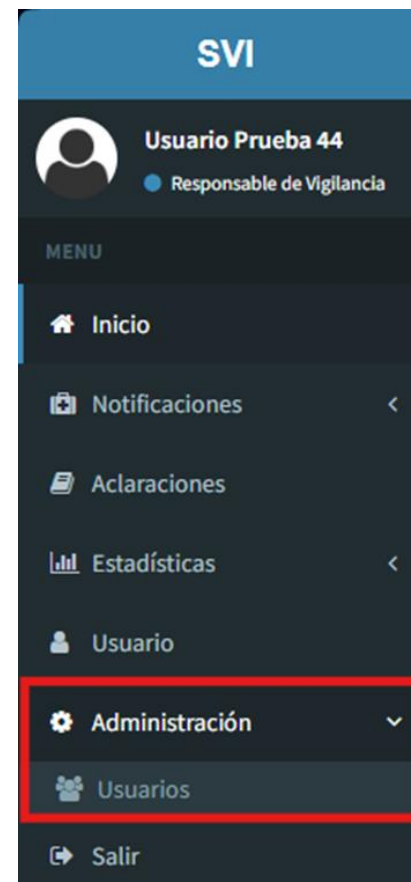 SVI
Usuario Prueba 44
Responsable de Vigilancia
MENU
Inicio
Notificaciones
Aclaraciones
Estadísticas
Usuario
Administración
Usuarios
Salir